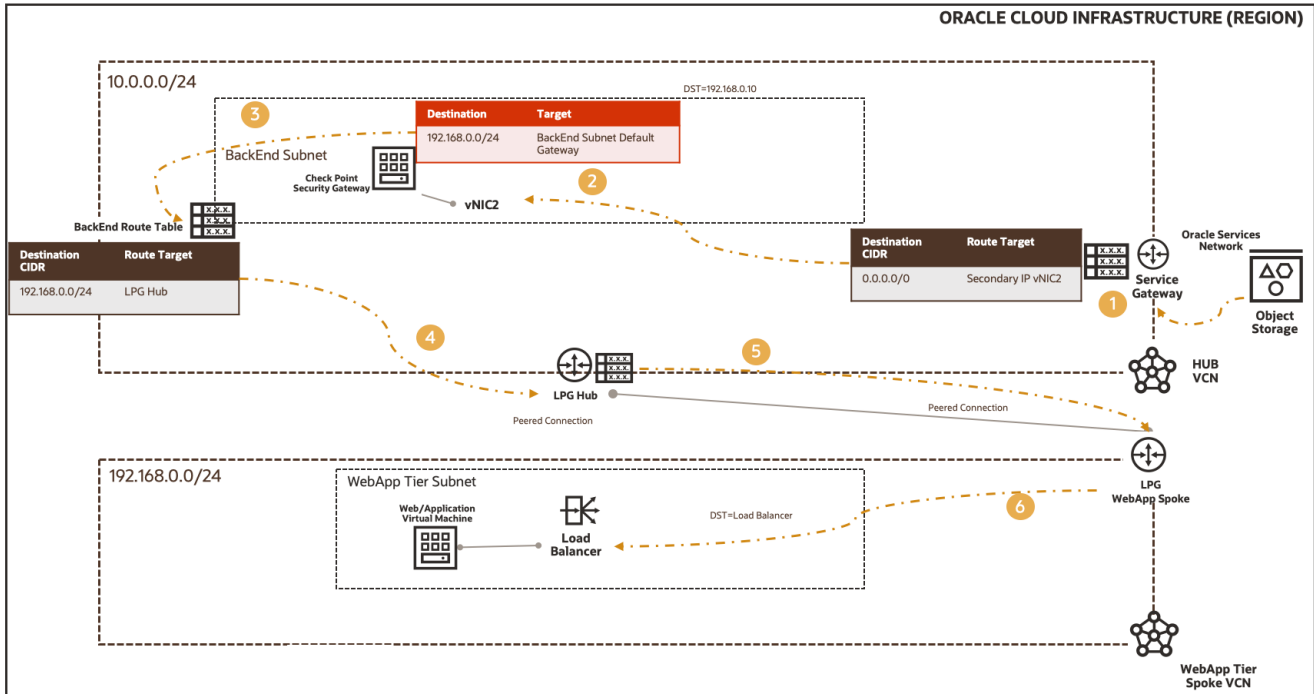 ORACLE CLOUD INFRASTRUCTURE (REGION)
10.0.0.0/24
DST=192.168.0.10
3
Destination Target
192.168.0.0/24 BackEnd Subnet Default
Gateway
BackEnd Subnet
Check Point
Security Gateway
2
vNIC2
BackEnd Route Table
X.X.X.
X.X.X.
Destination
CIDR
Route Target
192.168.0.0/24 LPG Hub
Destination
CIDR
Route Target
0.0.0.0/0 Secondary IP vNIC2
X.X.X.
X.X.X.
1
Service
Gateway
Oracle Services
Network
Object
Storage
4
5
HUB
VCN
X.X.X.
X.X.X.
LPG Hub
Peered Connection
Peered Connection
192.168.0.0/24
LPG
WebApp Spoke
WebApp Tier Subnet
Web/Application
Virtual Machine
Load
Balancer
DST=Load Balancer
6
WebApp Tier
Spoke VCN